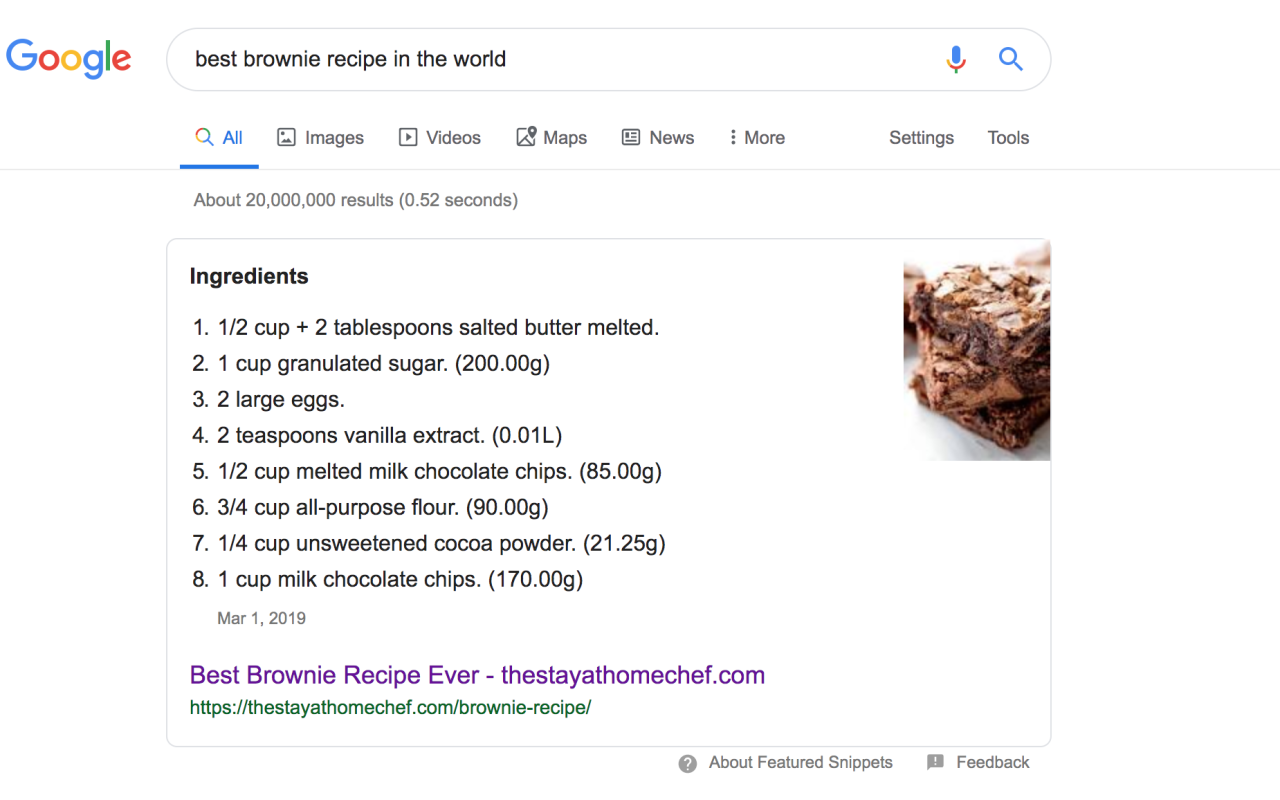 Google
best brownie recipe in the world
All Images Videos Maps News More Settings Tools
About 20,000,000 results (0.52 seconds)
Ingredients
1. 1/2 cup + 2 tablespoons salted butter melted.
2. 1 cup granulated sugar. (200.00g)
3. 2 large eggs.
4. 2 teaspoons vanilla extract. (0.01L)
5. 1/2 cup melted milk chocolate chips. (85.00g)
6. 3/4 cup all-purpose flour. (90.00g)
7. 1/4 cup unsweetened cocoa powder. (21.25g)
8. 1 cup milk chocolate chips. (170.00g)
Mar 1, 2019
Best Brownie Recipe Ever - thestayathomechef.com
https://thestayathomechef.com/brownie-recipe/
About Featured Snippets Feedback